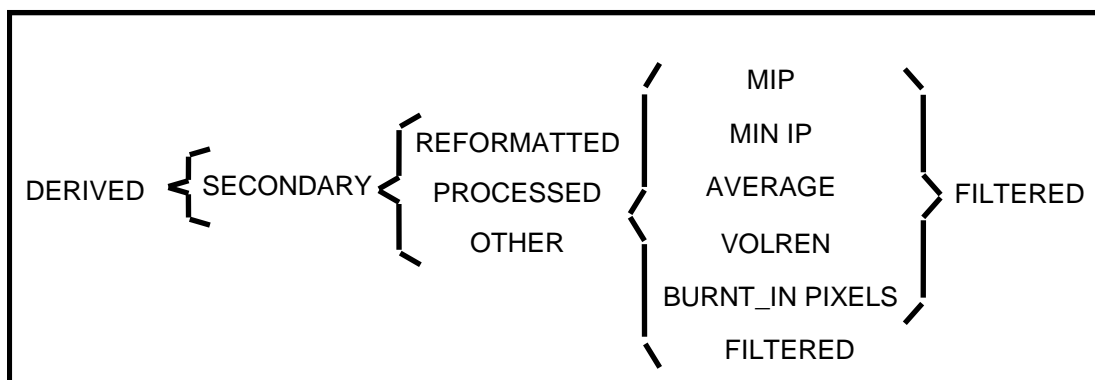 DERIVED
SECONDARY
REFORMATTED
PROCESSED
OTHER
MIP
MIN IP
AVERAGE
VOLREN
BURNT_IN PIXELS
FILTERED
FILTERED